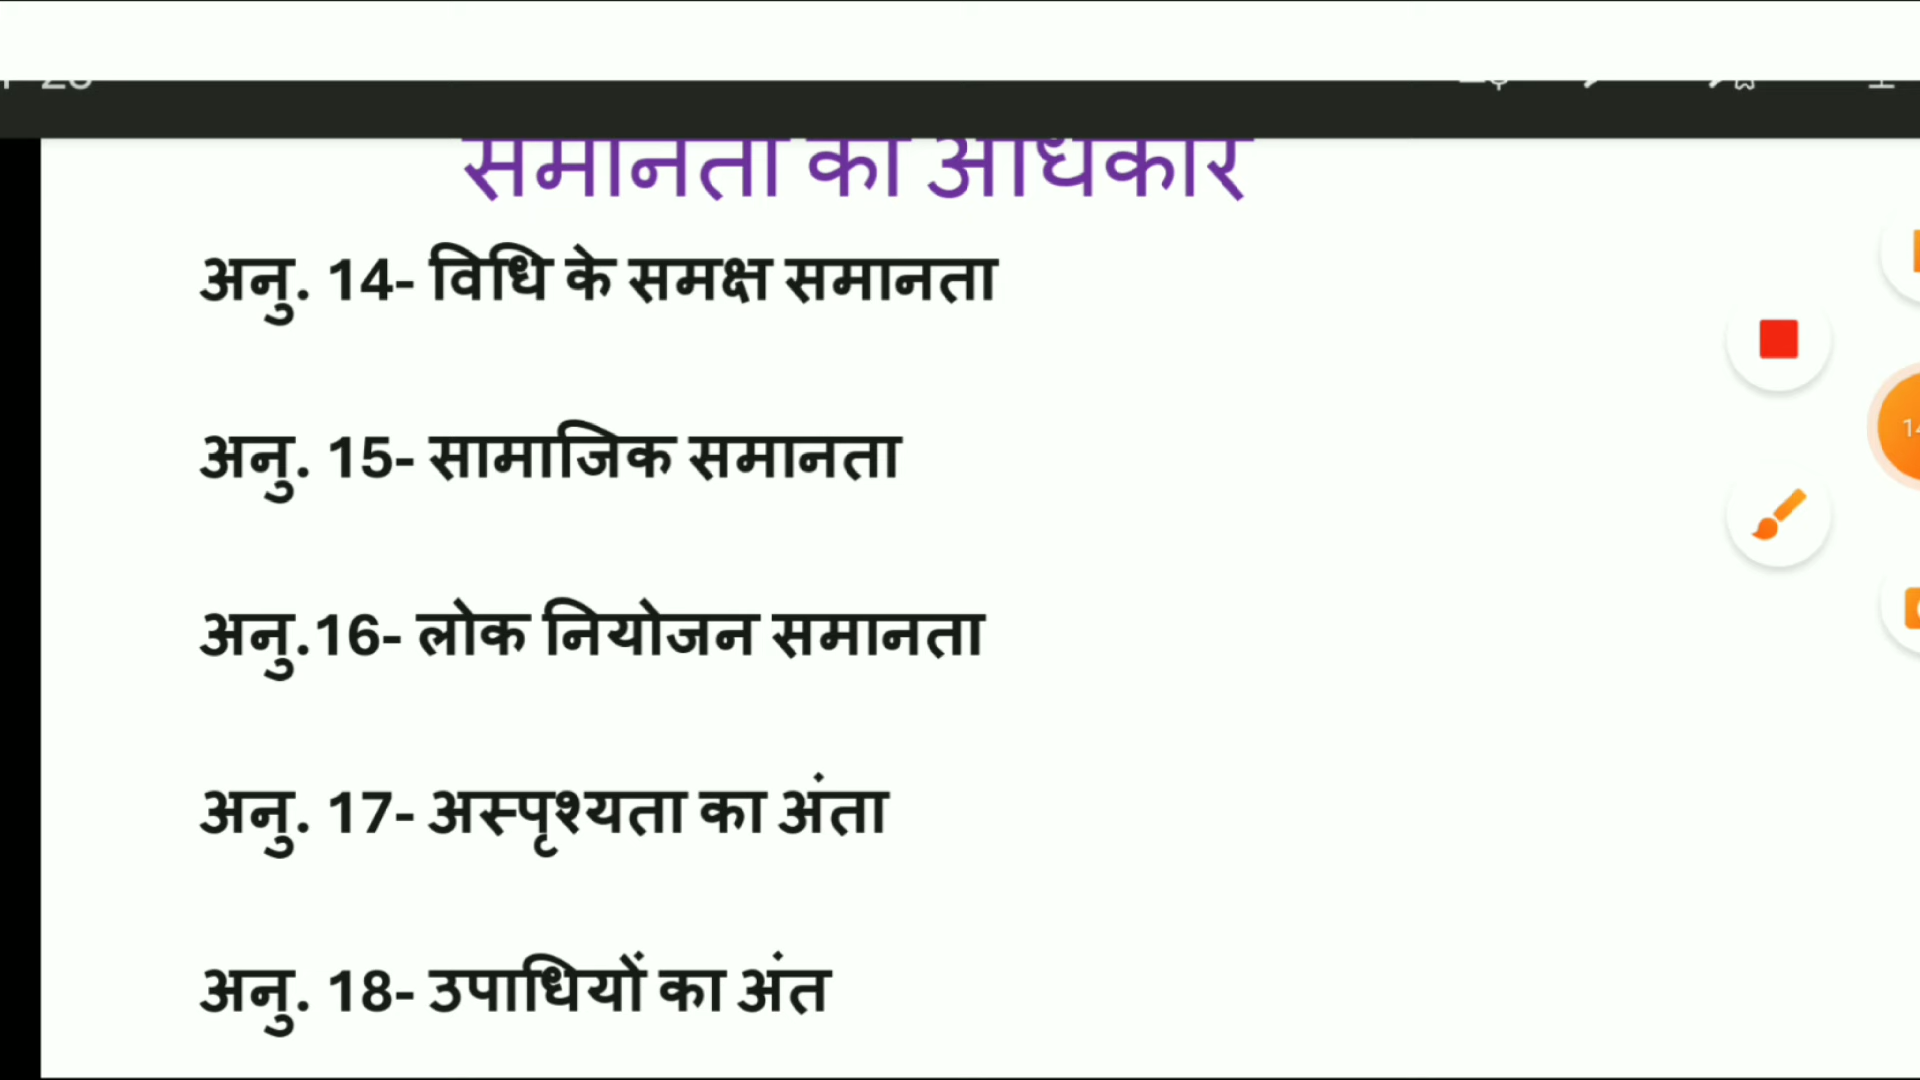 समानता का अधिकार
अनु. 14- विधि के समक्ष समानता
अनु. 15- सामाजिक समानता
अनु.16- लोक नियोजन समानता
अनु. 17- अस्पृश्यता का अंता
अनु. 18- उपाधियों का अंत